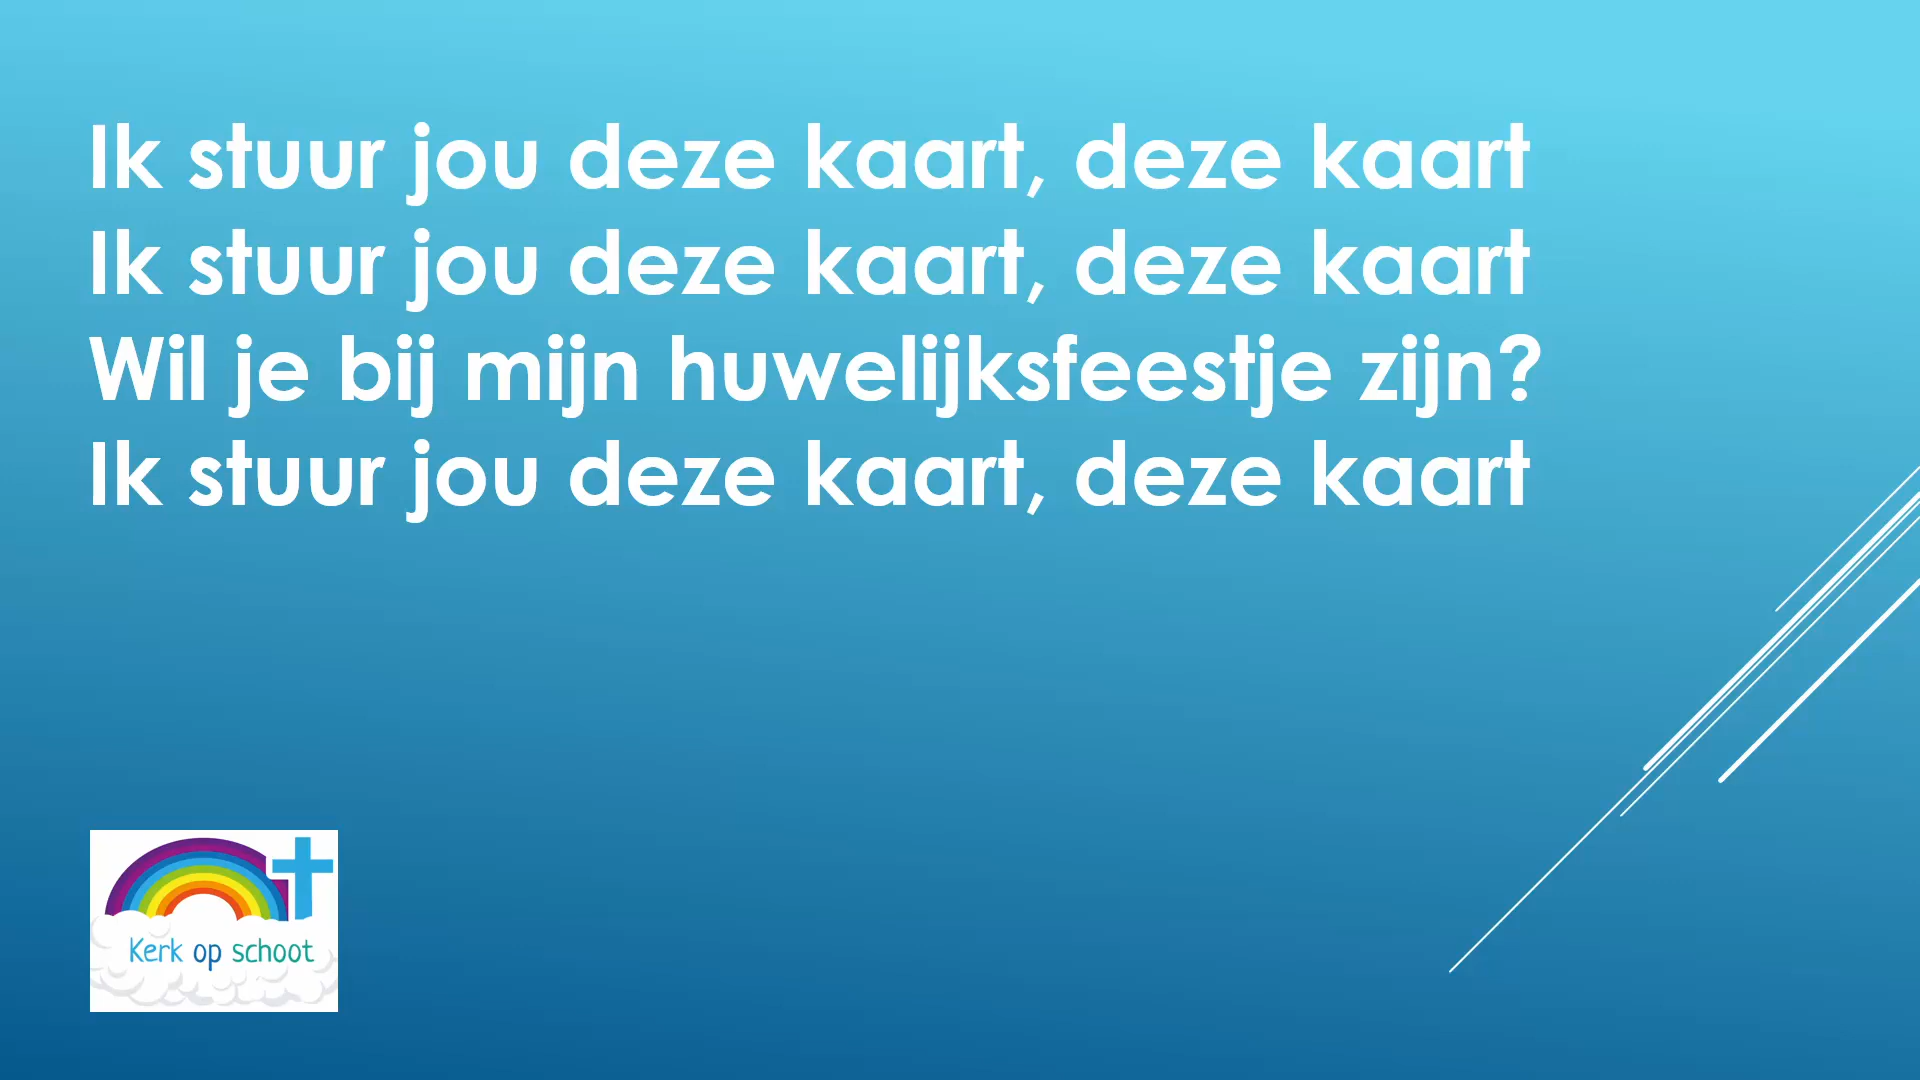 Ik stuur jou deze kaart, deze kaart
Ik stuur jou deze kaart, deze kaart
Wil je bij mijn huwelijksfeestje zijn?
Ik stuur jou deze kaart, deze kaart
Kerk op schoot